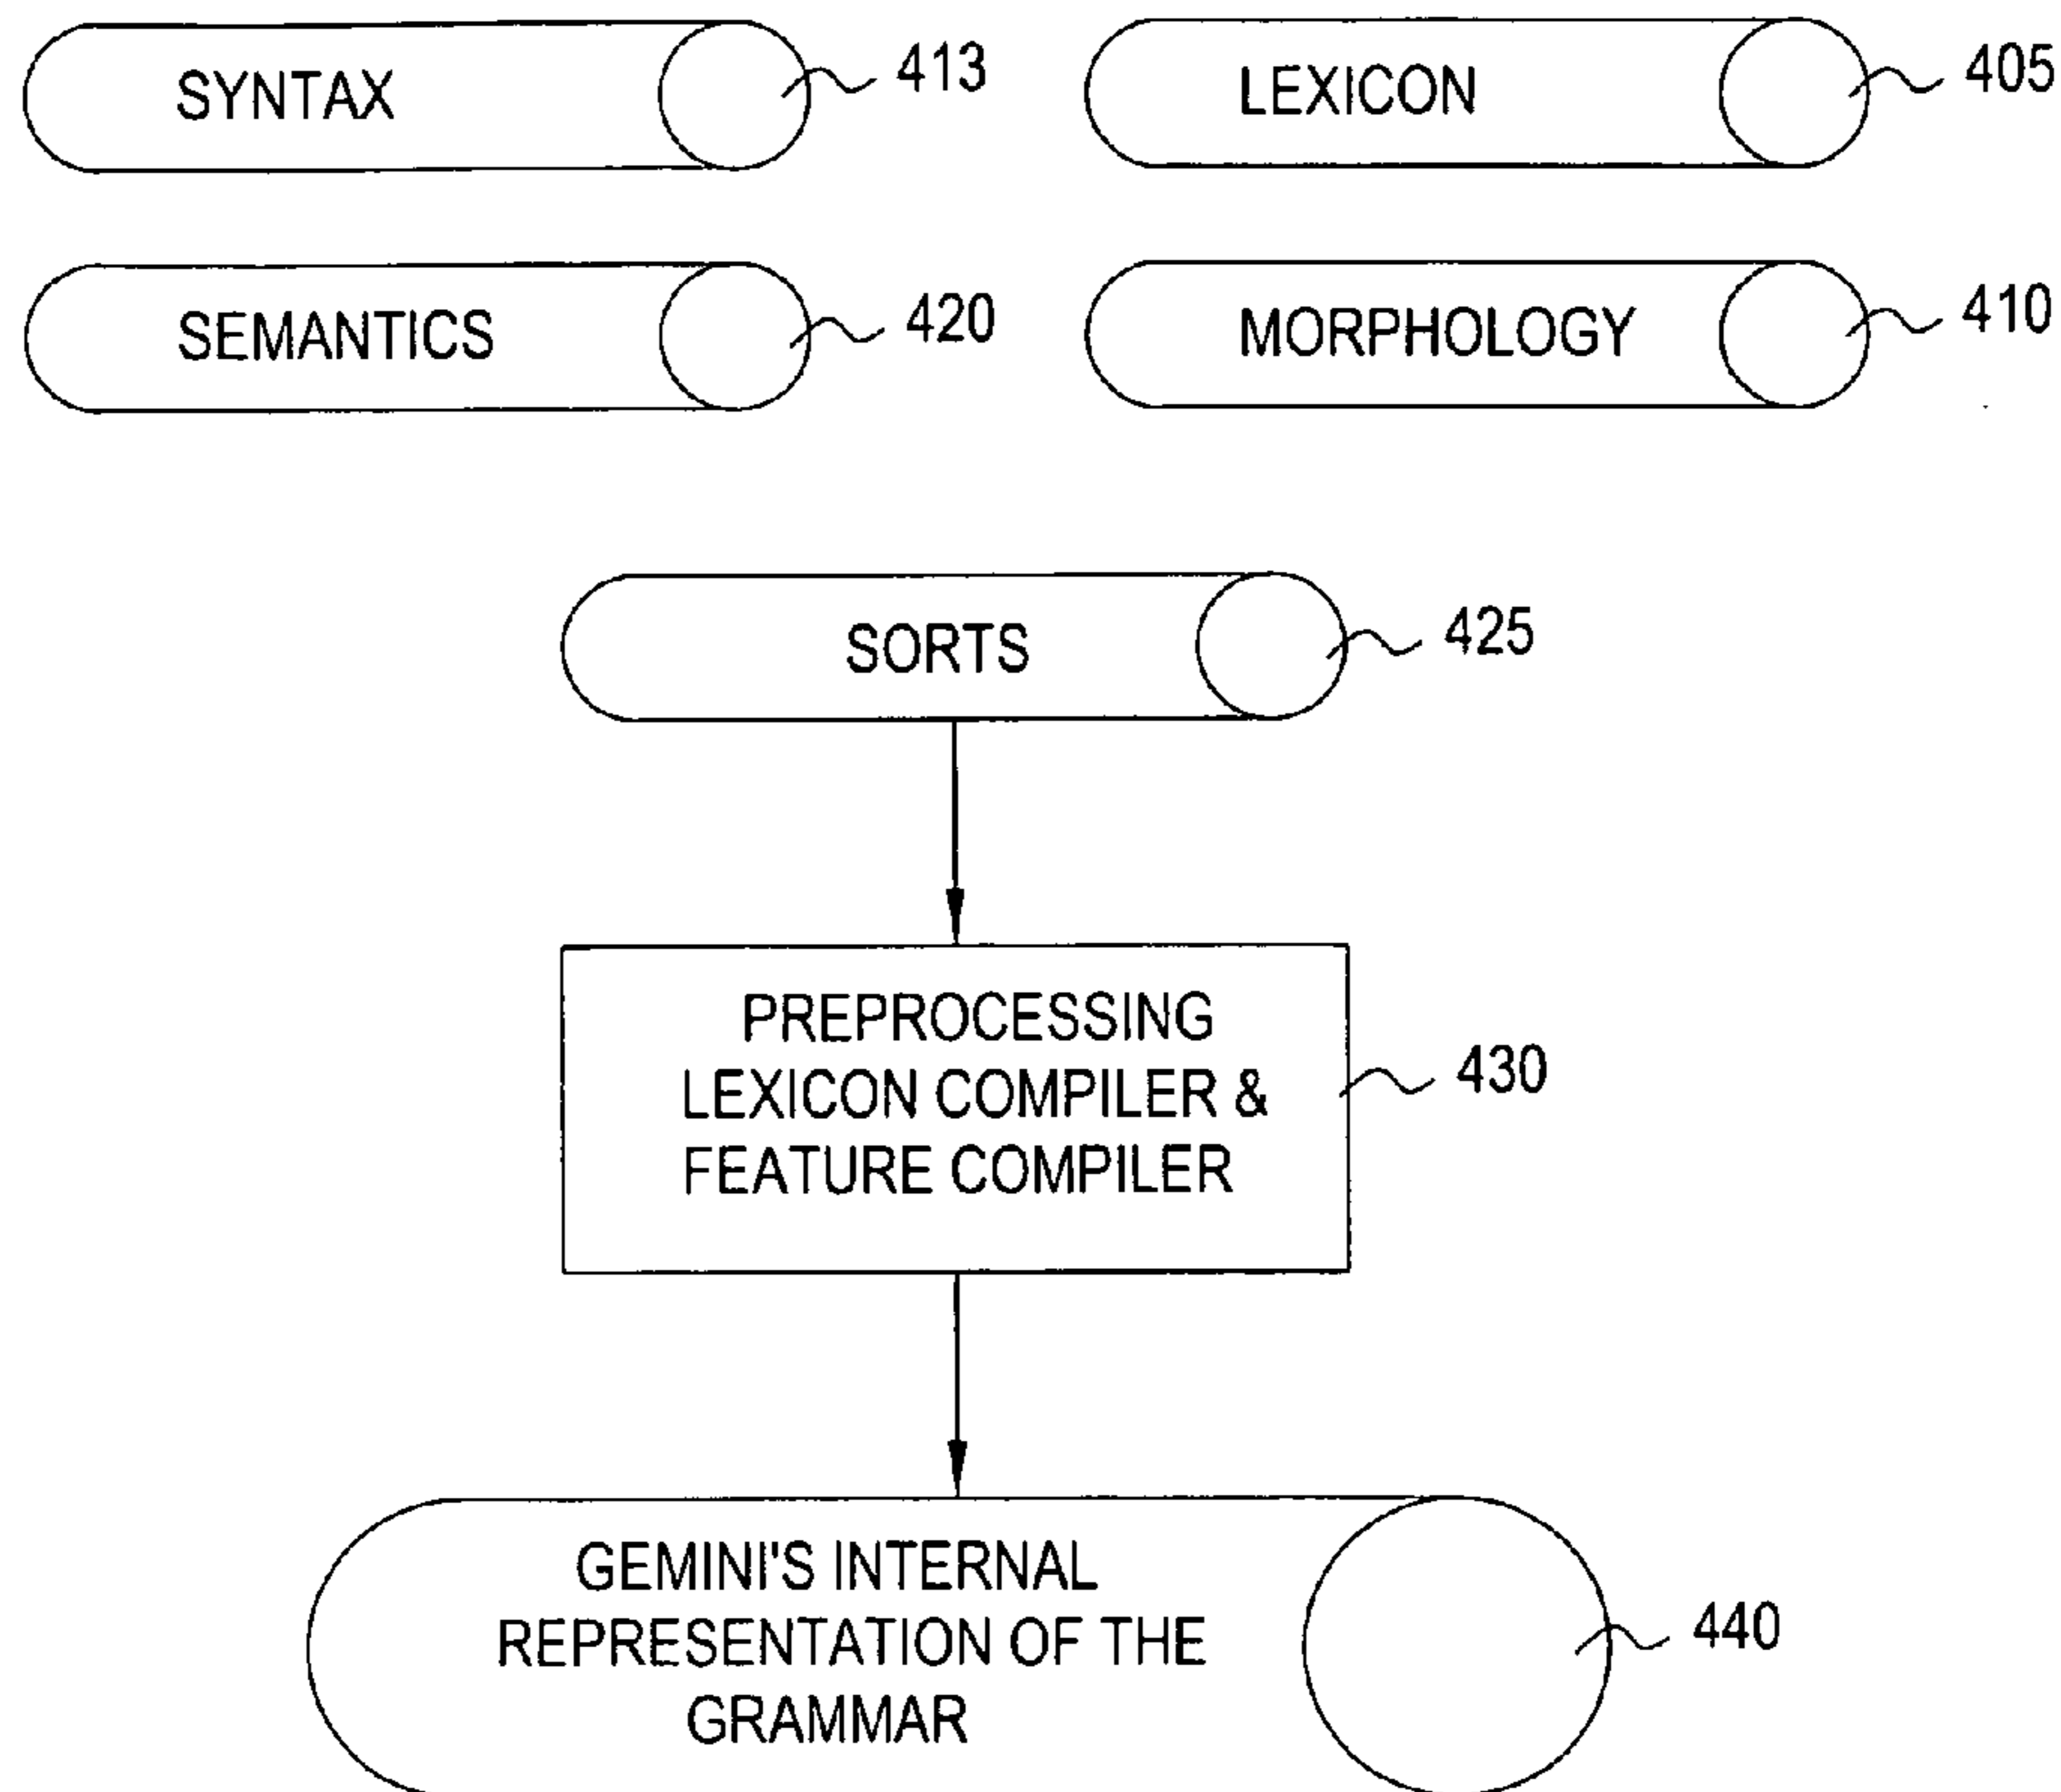 SYNTAX 413
LEXICON 405
SEMANTICS 420
MORPHOLOGY 410
SORTS 425
PREPROCESSING
LEXICON COMPILER &
FEATURE COMPILER
430
GEMINI'S INTERNAL
REPRESENTATION OF THE
GRAMMAR
440